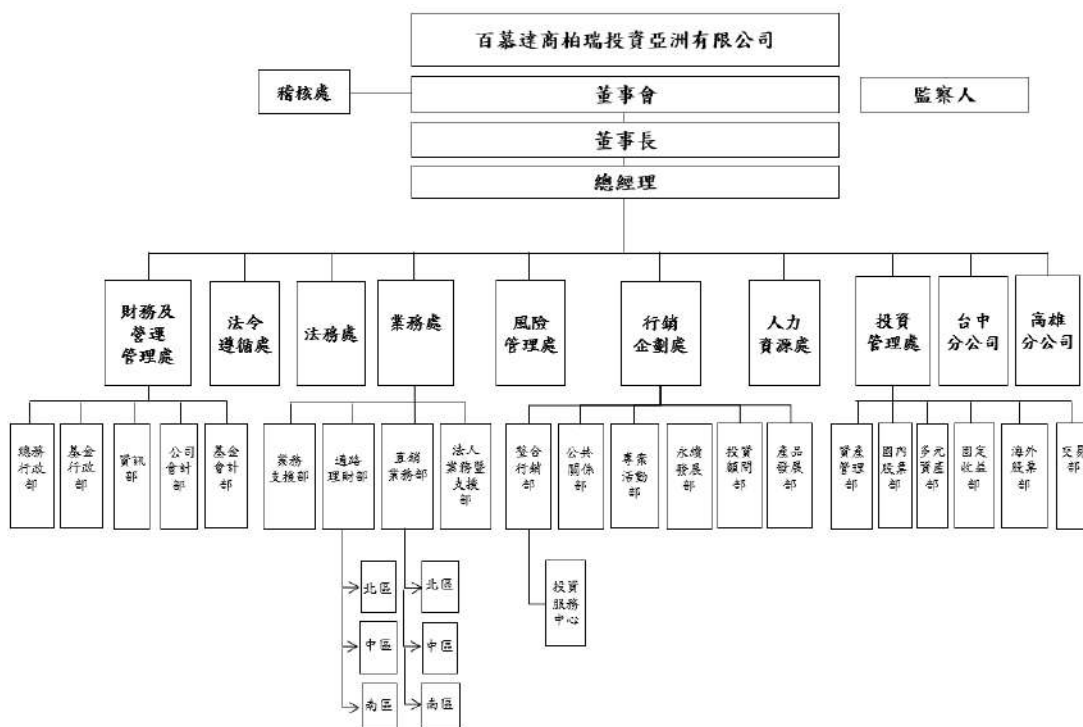 百慕達商柏瑞投資亞洲有限公司
稽核處
董事會
監察人
董事長
總經理
財務及
營運
管理處
法令
遵循處
法務處
業務處
風險
管理處
行銷
企劃處
人力
資源處
投資
管理處
台中
分公司
高雄
分公司
總務
行政
部
基金
行政
部
資訊
部
公司
會計
部
基金
會計
部
業務
支援
部
通路
理財
部
直銷
業務
部
法人
業務暨
支援
部
整合
行銷
部
公共
關係
部
專案
活動
部
永續
發展
部
投資
顧問
部
產品
發展
部
資產
管理
部
國內
股票
部
多元
資產
部
固定
收益
部
海外
股票
部
交易
部
北區
中區
南區
北區
中區
南區
投資
服務
中心